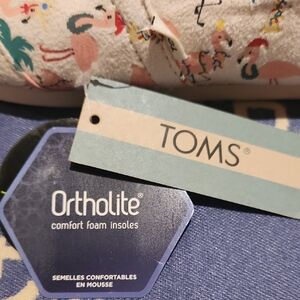 TOMS®
Ortholite®
comfort foam insoles
SEMELLES CONFORTABLES
EN MOUSSE